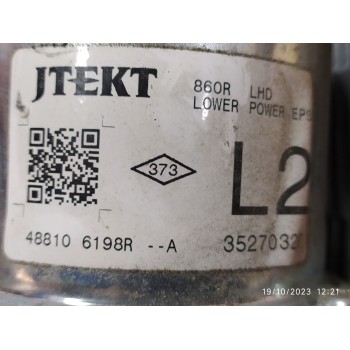 JTEKT
860R LHD
LOWER POWER EPS
373
L2
48810 6198R --A
3527032
19/10/2023 12:21